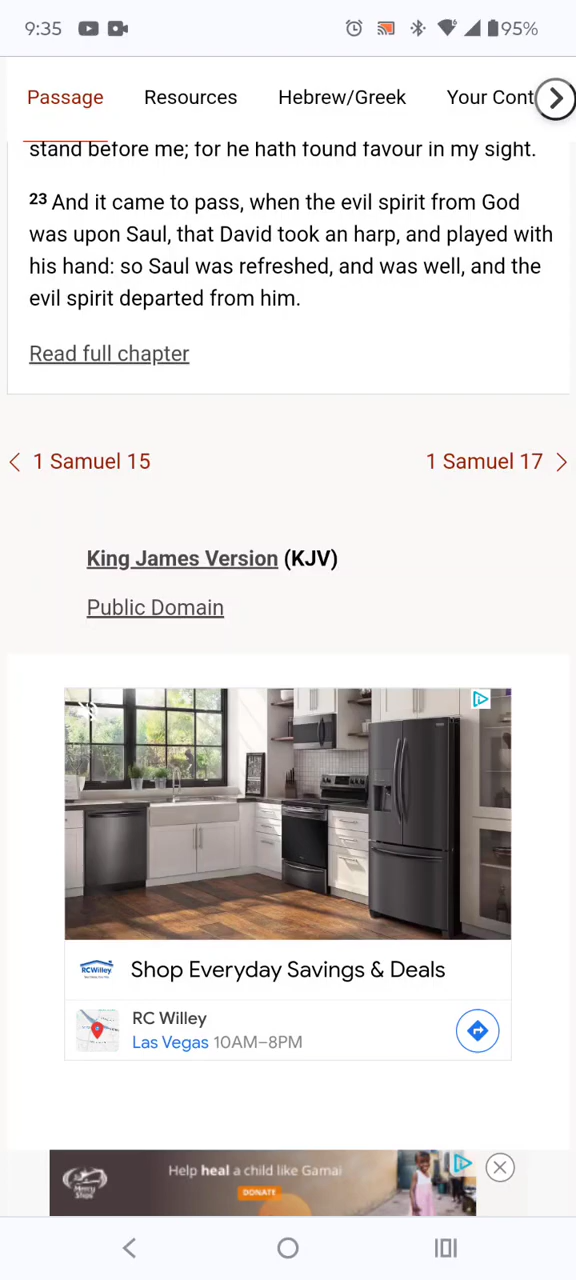 9:35 95%
Passage Resources Hebrew/Greek Your Cont
stand before me; for he hath found favour in my sight.
23 And it came to pass, when the evil spirit from God
was upon Saul, that David took an harp, and played with
his hand: so Saul was refreshed, and was well, and the
evil spirit departed from him.
Read full chapter
1 Samuel 15 1 Samuel 17
King James Version (KJV)
Public Domain
RCWilley
Shop Everyday Savings & Deals
RC Willey
Las Vegas 10AM–8PM
Help heal a child like Gamai
Mercy
Ships
DONATE